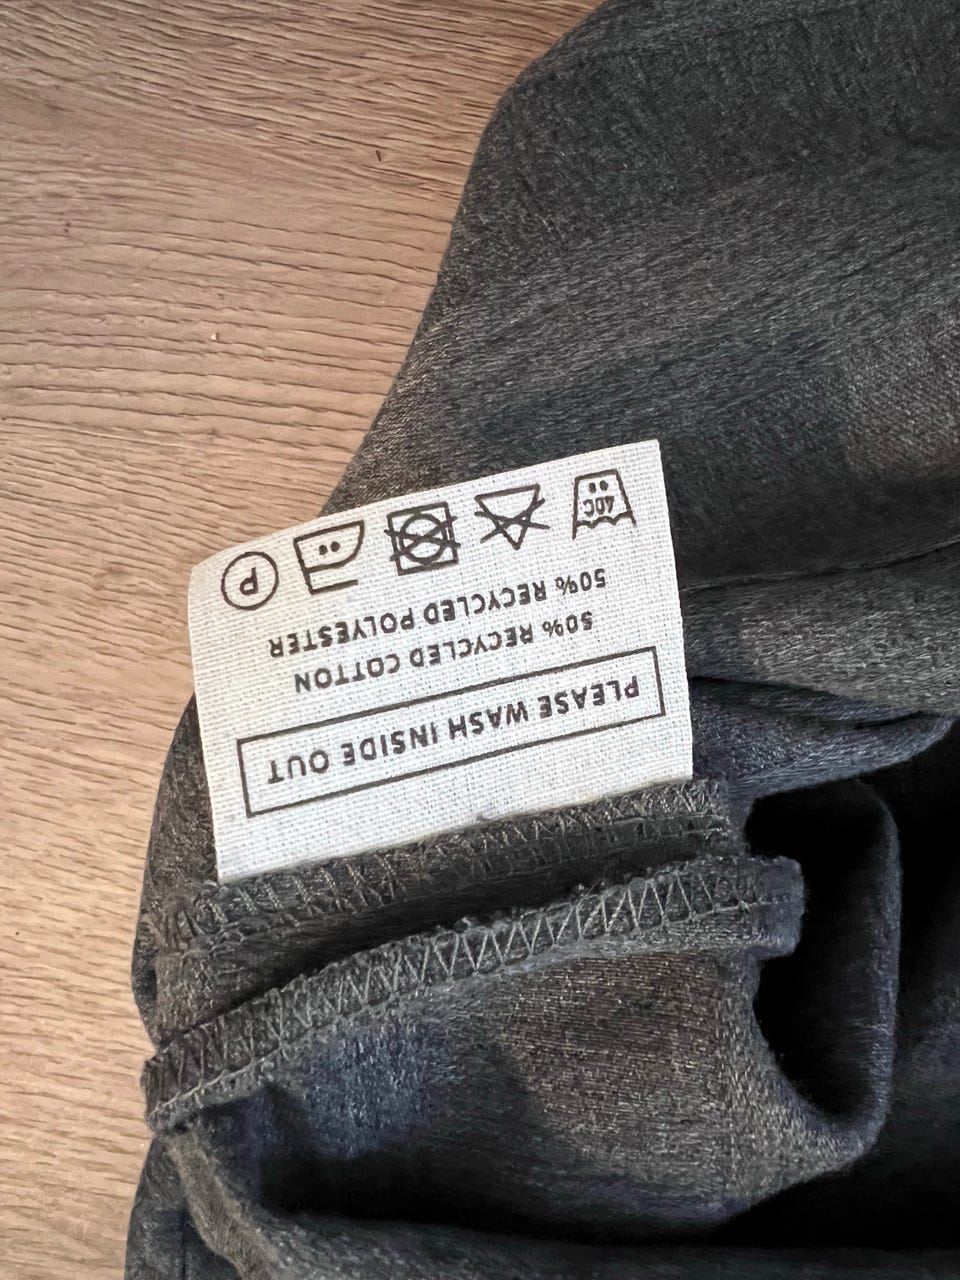 PLEASE WASH INSIDE OUT
50% RECYCLED COTTON
50% RECYCLED POLYESTER
40C
P